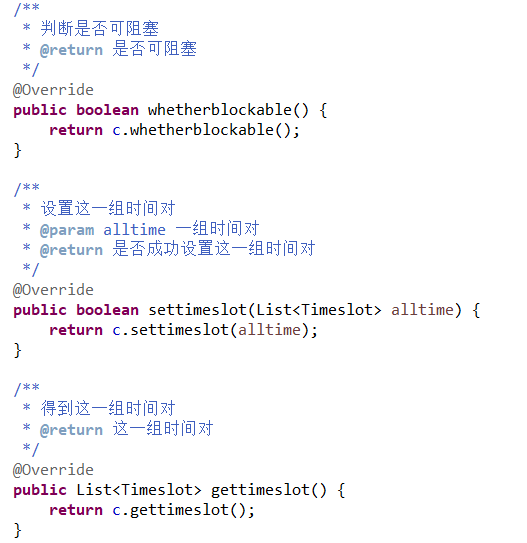 /**
 * 判断是否可阻塞
 * @return 是否可阻塞
 */
@Override
public boolean whetherblockable() {
    return c.whetherblockable();
}

/**
 * 设置这一组时间对
 * @param alltime 一组时间对
 * @return 是否成功设置这一组时间对
 */
@Override
public boolean settimeslot(List<Timeslot> alltime) {
    return c.settimeslot(alltime);
}

/**
 * 得到这一组时间对
 * @return 这一组时间对
 */
@Override
public List<Timeslot> gettimeslot() {
    return c.gettimeslot();
}